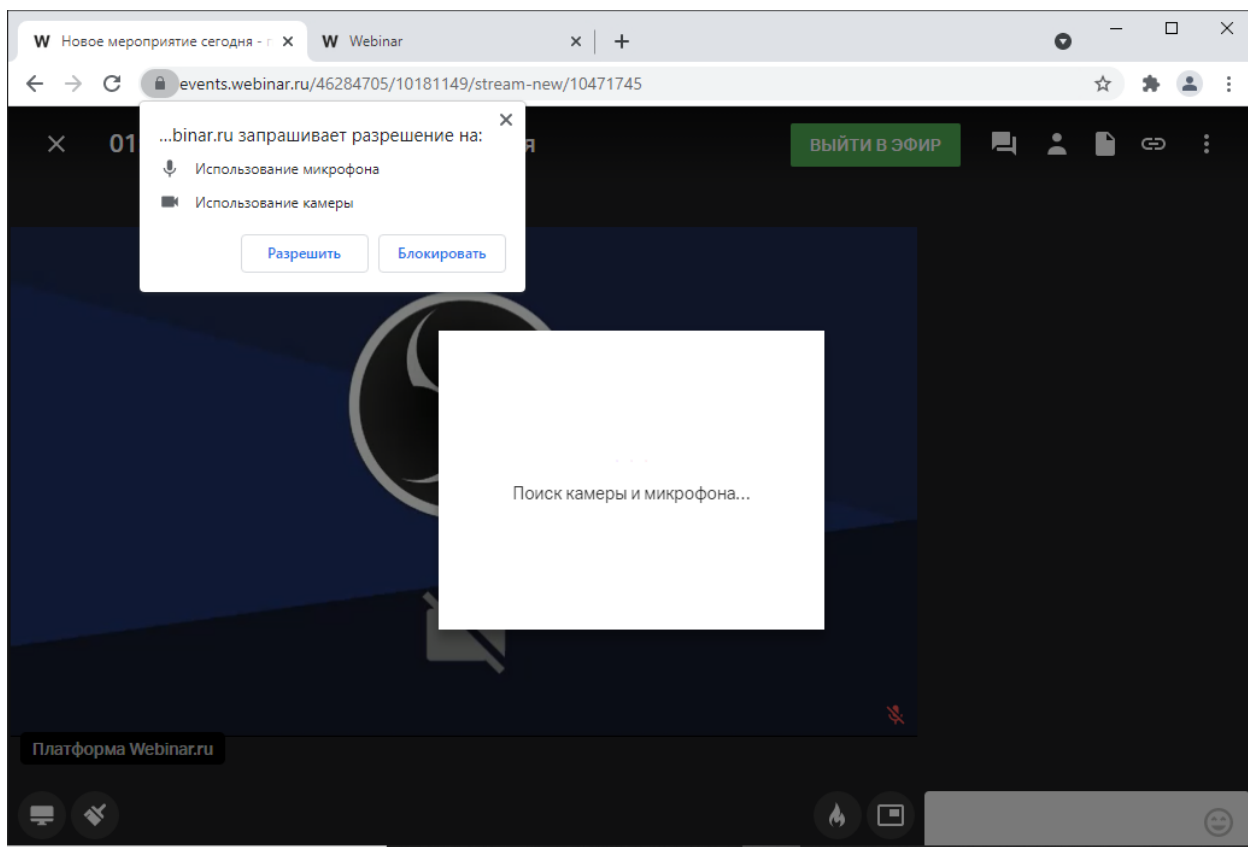 W Новое мероприятие сегодня - г
W Webinar
events.webinar.ru/46284705/10181149/stream-new/10471745
...binar.ru запрашивает разрешение на:
Использование микрофона
Использование камеры
Разрешить Блокировать
01
я
ВЫЙТИ В ЭФИР
Поиск камеры и микрофона...
Платформа Webinar.ru